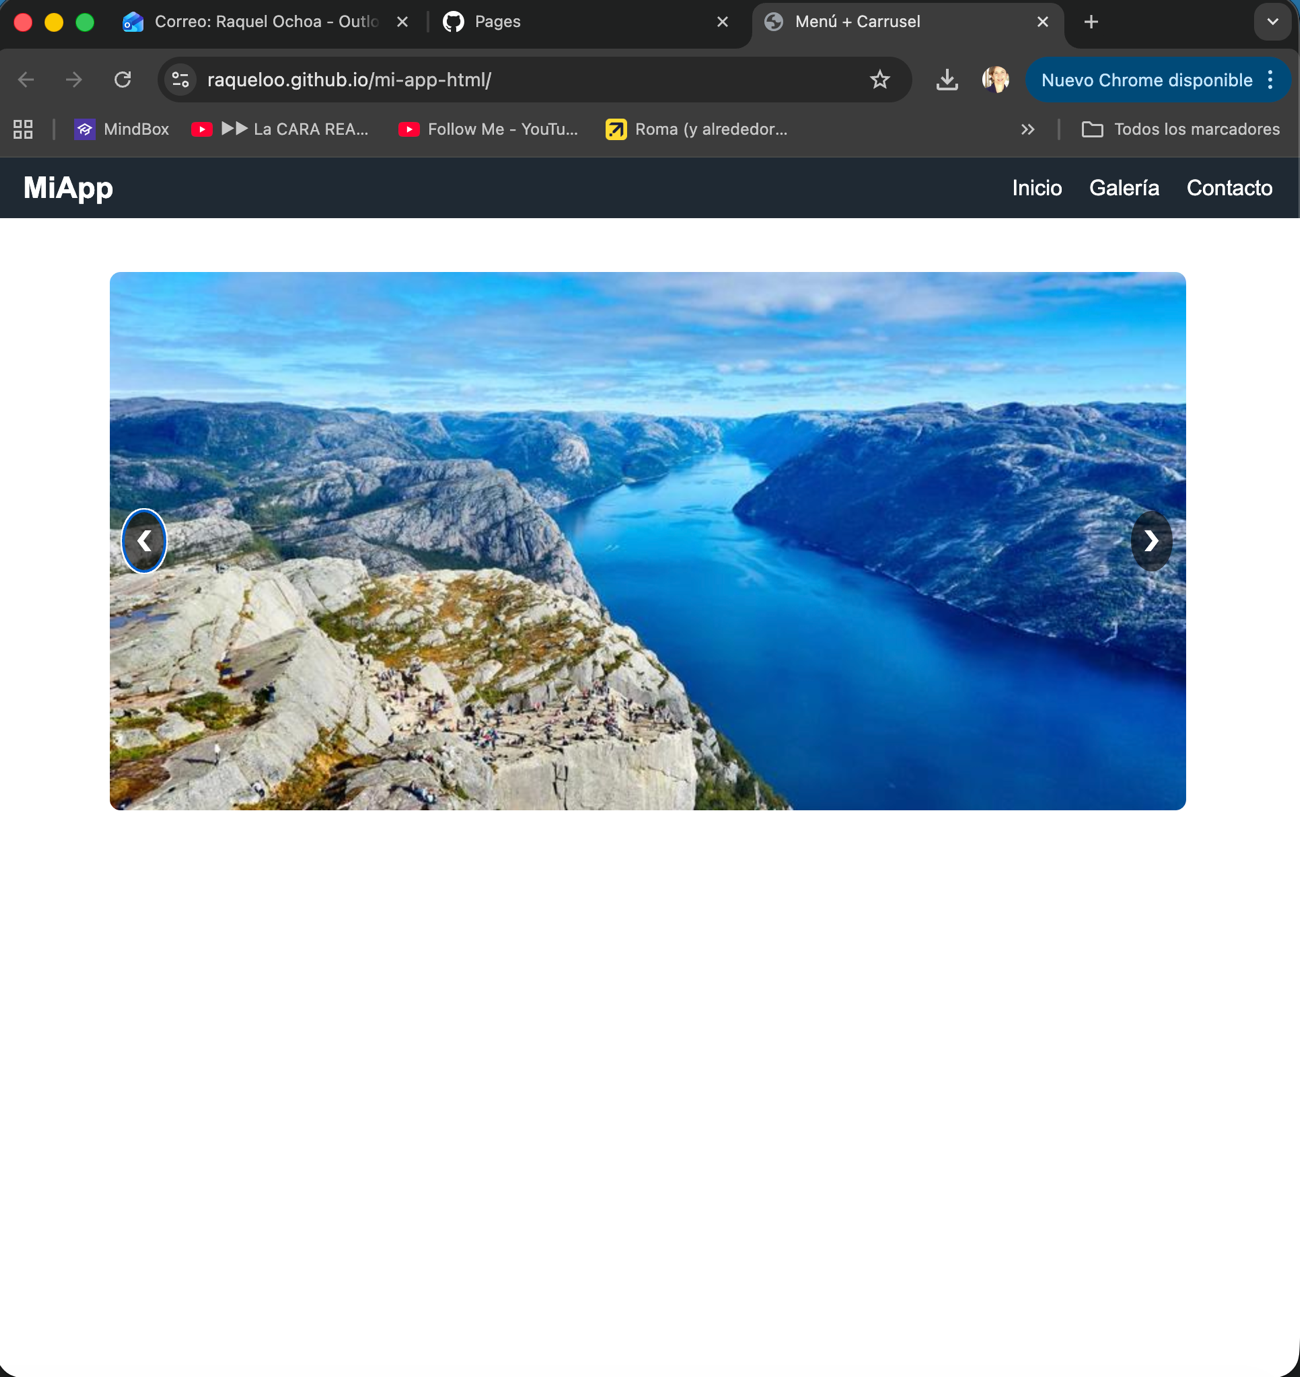 Correo: Raquel Ochoa - Outlo
Pages
Menú + Carrusel
raqueloo.github.io/mi-app-html/
Nuevo Chrome disponible
MindBox
▶▶ La CARA REA...
Follow Me - YouTu...
Roma (y alrededor...
Todos los marcadores
MiApp
Inicio
Galería
Contacto